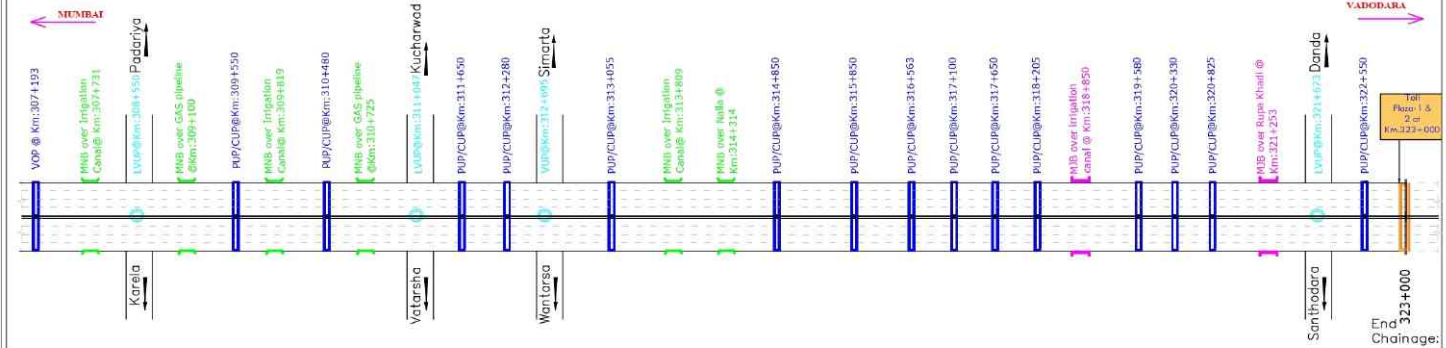 MUMBAI
VADODARA
VOP @ Km:307+193
MNB over Irrigation
Canal@ Km:307+731
LVUP@Km:308+550
Padariya
MNB over GAS pipeline
@Km:309+100
PUP/CUP@Km:309+550
MNB over Irrigation
Canal@ Km:309+819
PUP/CUP@Km:310+480
MNB over GAS pipeline
@Km:310+725
LVUP@Km:311+047
Kucharwad
PUP/CUP@Km:311+650
PUP/CUP@Km:312+280
VUP@Km:312+695
Simarta
PUP/CUP@Km:313+055
MNB over Irrigation
Canal@ Km:313+809
MNB over Nalla @
Km:314+314
PUP/CUP@Km:314+850
PUP/CUP@Km:315+850
PUP/CUP@Km:316+563
PUP/CUP@Km:317+100
PUP/CUP@Km:317+650
PUP/CUP@Km:318+205
MJB over Irrigation
canal @ Km:318+850
PUP/CUP@Km:319+580
PUP/CUP@Km:320+330
PUP/CUP@Km:320+825
MJB over Rupe Khadi @
Km:321+253
LVUP@Km:321+673
Danda
PUP/CUP@Km:322+550
Toll
Plaza-1 &
2 at
Km.323+000
Karela
Vatarsha
Wantarsa
Santhodara
End
Chainage:
323+000